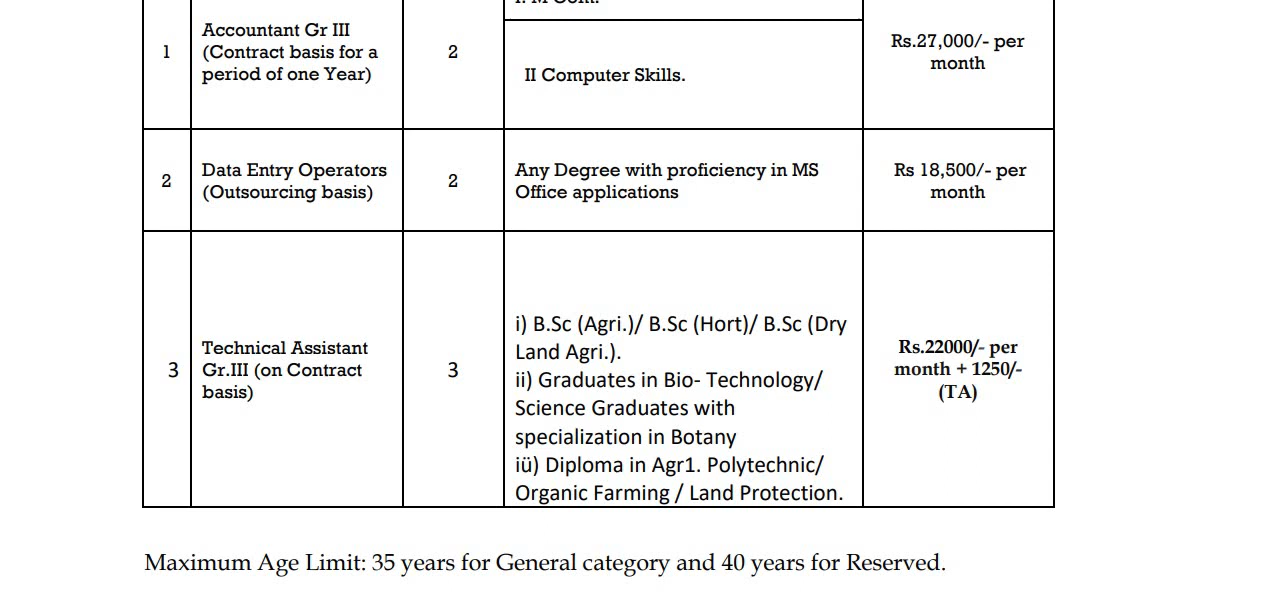 I. M Com.
1
Accountant Gr III
(Contract basis for a
period of one Year)
2
II Computer Skills.
Rs.27,000/- per
month
2
Data Entry Operators
(Outsourcing basis)
2
Any Degree with proficiency in MS
Office applications
Rs 18,500/- per
month
3
Technical Assistant
Gr.III (on Contract
basis)
3
i) B.Sc (Agri.)/ B.Sc (Hort)/ B.Sc (Dry
Land Agri.).
ii) Graduates in Bio- Technology/
Science Graduates with
specialization in Botany
iü) Diploma in Agr1. Polytechnic/
Organic Farming / Land Protection.
Rs.22000/- per
month + 1250/-
(TA)
Maximum Age Limit: 35 years for General category and 40 years for Reserved.